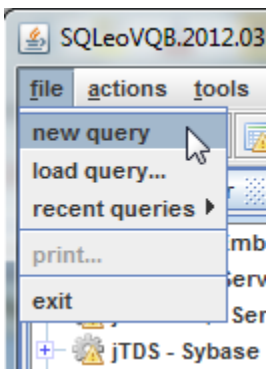 SQLeoVQB.2012.03
file actions tools
new query
load query...
recent queries
print...
exit
jTDS - Sybase